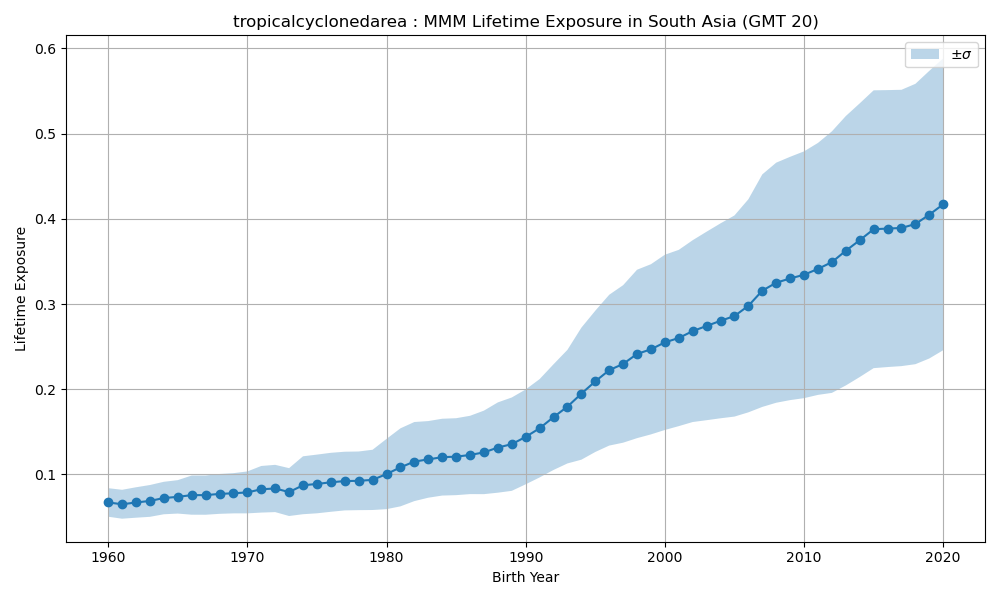 tropicalcyclonedarea : MMM Lifetime Exposure in South Asia (GMT 20)
±σ
Lifetime Exposure
0.6
0.5
0.4
0.3
0.2
0.1
1960 1970 1980 1990 2000 2010 2020
Birth Year